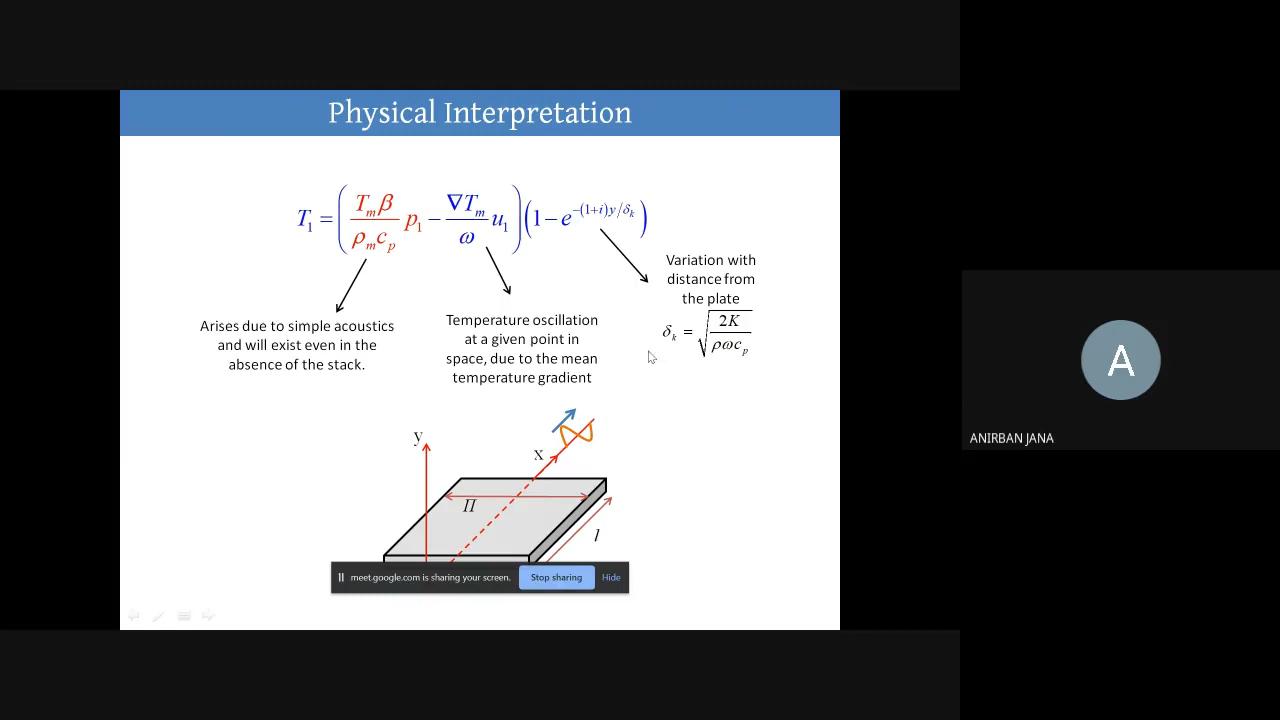 Physical Interpretation
T₁ = ( (Tₘβ / ρₘcₚ) p₁ − (∇Tₘ / ω) u₁ ) ( 1 − e^{−(1+i)y/δₖ} )
Arises due to simple acoustics
and will exist even in the
absence of the stack.
Temperature oscillation
at a given point in
space, due to the mean
temperature gradient
Variation with
distance from
the plate
δₖ = √(2K / ρωcₚ)
y
x
Π
l
meet.google.com is sharing your screen.
Stop sharing
Hide
A
ANIRBAN JANA